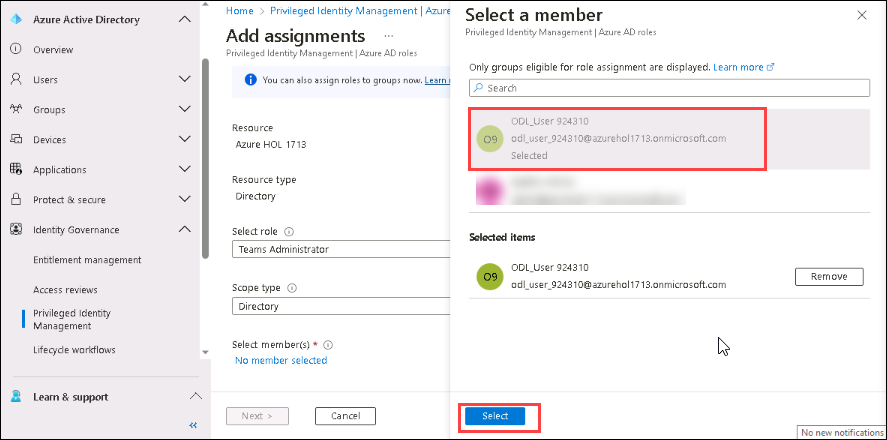 Azure Active Directory
Overview
Users
Groups
Devices
Applications
Protect & secure
Identity Governance
Entitlement management
Access reviews
Privileged Identity
Management
Lifecycle workflows
Learn & support
«
Home > Privileged Identity Management | Azure
Add assignments ...
Privileged Identity Management | Azure AD roles
You can also assign roles to groups now. Learn
Resource
Azure HOL 1713
Resource type
Directory
Select role
Teams Administrator
Scope type
Directory
Select member(s) *
No member selected
Next >
Cancel
Select a member
Privileged Identity Management | Azure AD roles
Only groups eligible for role assignment are displayed. Learn more
Search
O9
ODL_User 924310
odl_user_924310@azurehol1713.onmicrosoft.com
Selected
Selected items
O9
ODL_User 924310
odl_user_924310@azurehol1713.onmicrosoft.com
Remove
Select
No new notifications